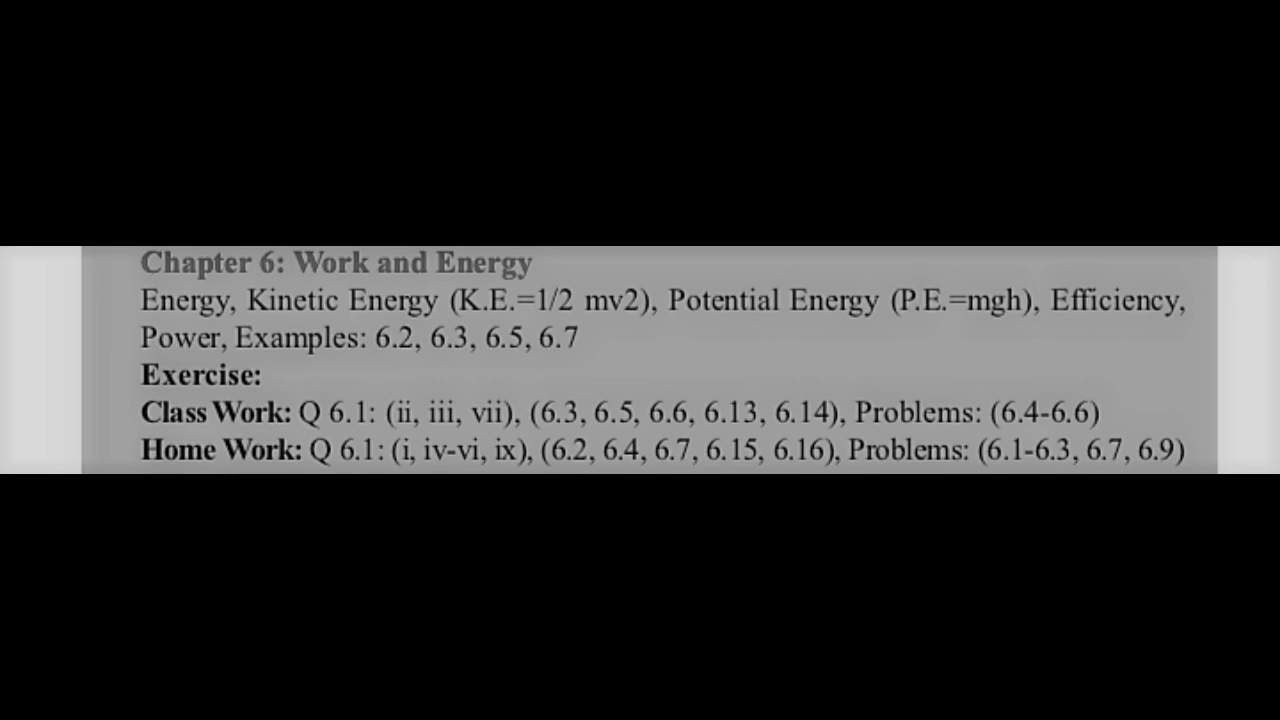 Chapter 6: Work and Energy
Energy, Kinetic Energy (K.E.=1/2 mv2), Potential Energy (P.E.=mgh), Efficiency,
Power, Examples: 6.2, 6.3, 6.5, 6.7
Exercise:
Class Work: Q 6.1: (ii, iii, vii), (6.3, 6.5, 6.6, 6.13, 6.14), Problems: (6.4-6.6)
Home Work: Q 6.1: (i, iv-vi, ix), (6.2, 6.4, 6.7, 6.15, 6.16), Problems: (6.1-6.3, 6.7, 6.9)